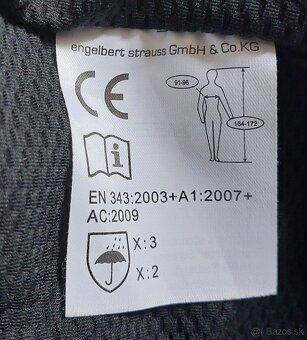 engelbert strauss GmbH & Co.KG
91-96
CE
164-172
i
EN 343:2003+A1:2007+
AC:2009
X:3
X:2
Bazos.sk